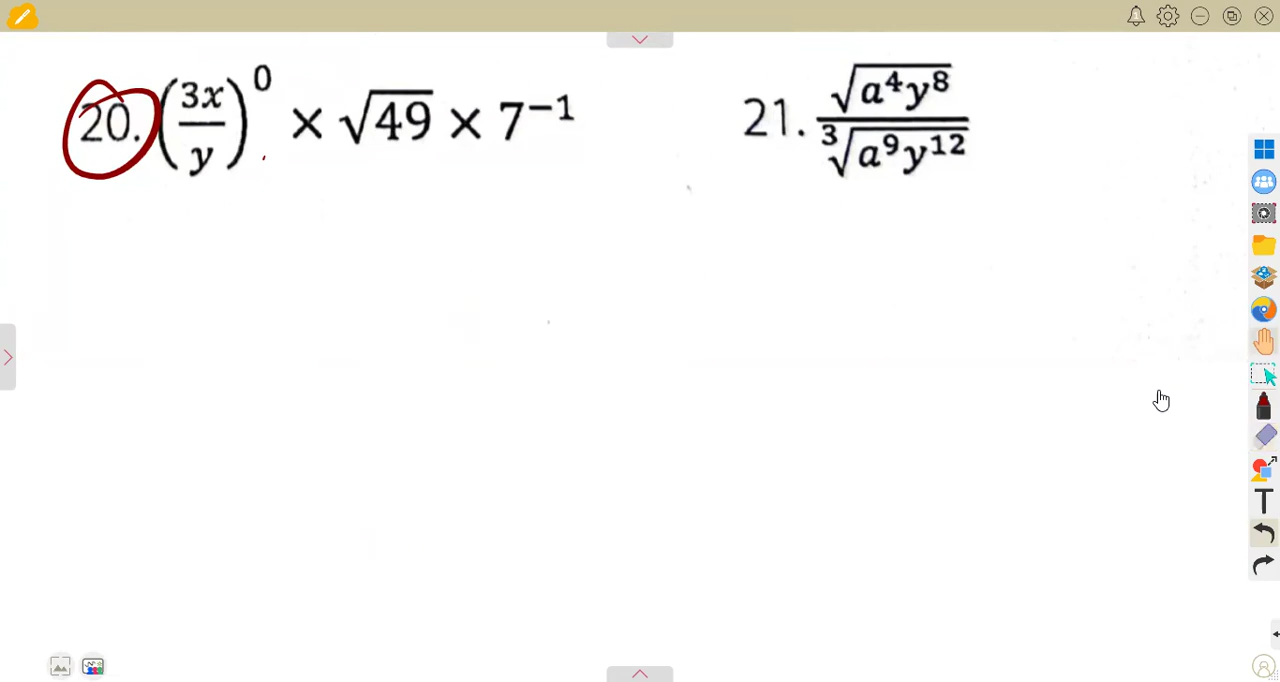 20. (3x/y)^0 × √49 × 7^−1
21. √(a^4y^8) / ∛(a^9y^12)
T